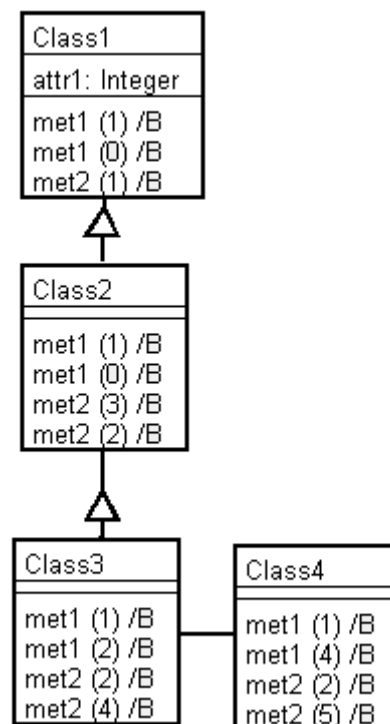 Class1
attr1: Integer
met1 (1) /B
met1 (0) /B
met2 (1) /B
Class2
met1 (1) /B
met1 (0) /B
met2 (3) /B
met2 (2) /B
Class3
met1 (1) /B
met1 (2) /B
met2 (2) /B
met2 (4) /B
Class4
met1 (1) /B
met1 (4) /B
met2 (2) /B
met2 (5) /B